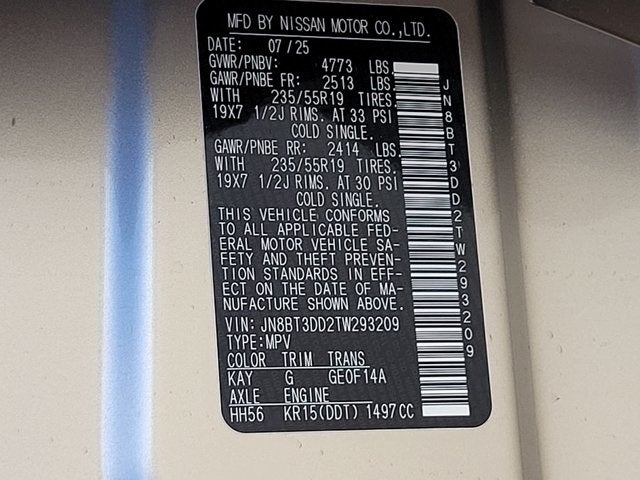 MFD BY NISSAN MOTOR CO.,LTD.
DATE: 07/25
GVWR/PNBV: 4773 LBS.
GAWR/PNBE FR: 2513 LBS.
WITH 235/55R19 TIRES.
19X7 1/2J RIMS. AT 33 PSI
COLD SINGLE.
GAWR/PNBE RR: 2414 LBS.
WITH 235/55R19 TIRES.
19X7 1/2J RIMS. AT 30 PSI
COLD SINGLE.
THIS VEHICLE CONFORMS
TO ALL APPLICABLE FED-
ERAL MOTOR VEHICLE SA-
FETY AND THEFT PREVEN-
TION STANDARDS IN EFF-
ECT ON THE DATE OF MA-
NUFACTURE SHOWN ABOVE.
VIN: JN8BT3DD2TW293209
TYPE:MPV
COLOR TRIM TRANS
KAY G GE0F14A
AXLE ENGINE
HH56 KR15(DDT) 1497CC
JN8BT3DD2TW293209